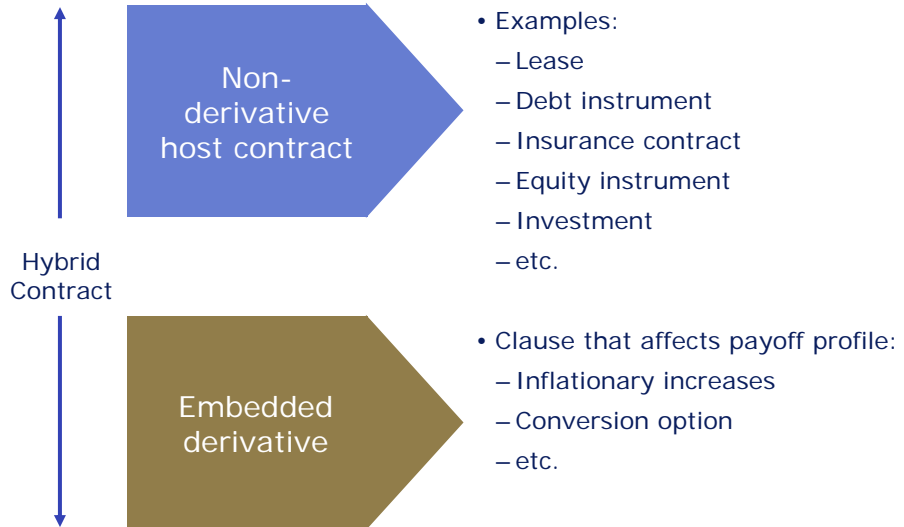 Hybrid
Contract
Non-
derivative
host contract
• Examples:
– Lease
– Debt instrument
– Insurance contract
– Equity instrument
– Investment
– etc.
Embedded
derivative
• Clause that affects payoff profile:
– Inflationary increases
– Conversion option
– etc.